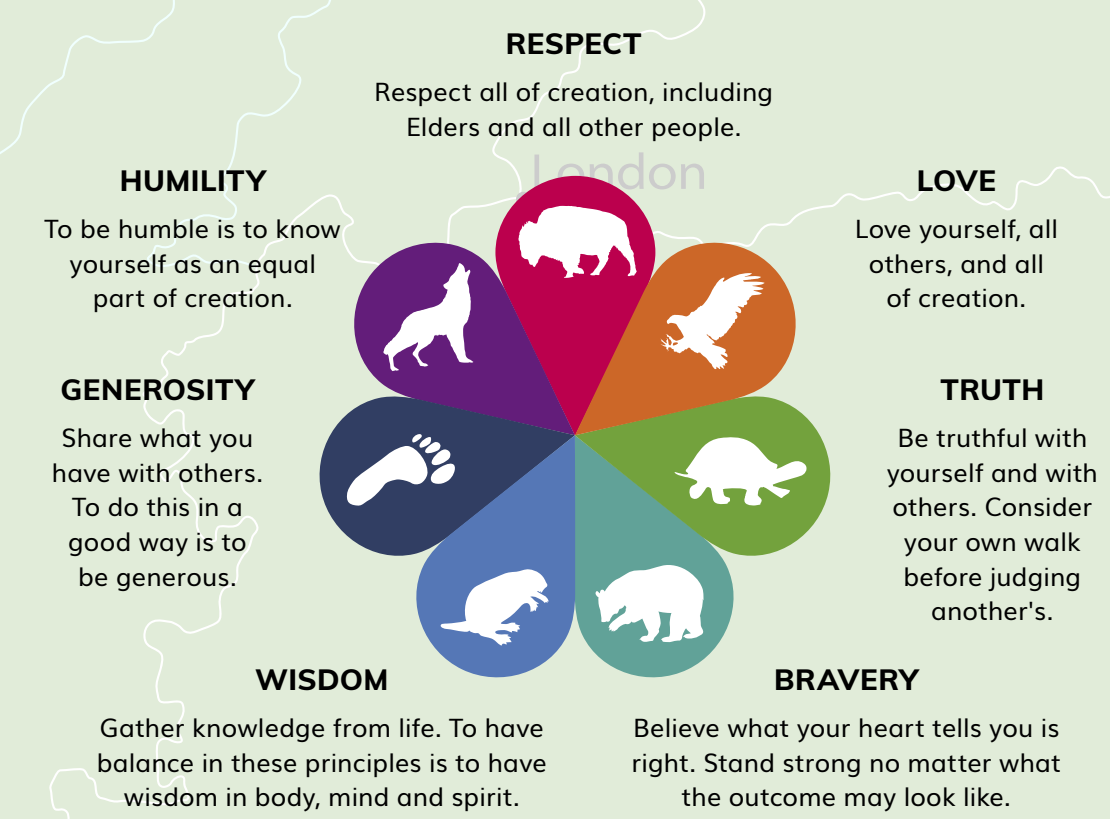 RESPECT
Respect all of creation, including
Elders and all other people.
London
HUMILITY
To be humble is to know
yourself as an equal
part of creation.
LOVE
Love yourself, all
others, and all
of creation.
GENEROSITY
Share what you
have with others.
To do this in a
good way is to
be generous.
TRUTH
Be truthful with
yourself and with
others. Consider
your own walk
before judging
another's.
WISDOM
Gather knowledge from life. To have
balance in these principles is to have
wisdom in body, mind and spirit.
BRAVERY
Believe what your heart tells you is
right. Stand strong no matter what
the outcome may look like.